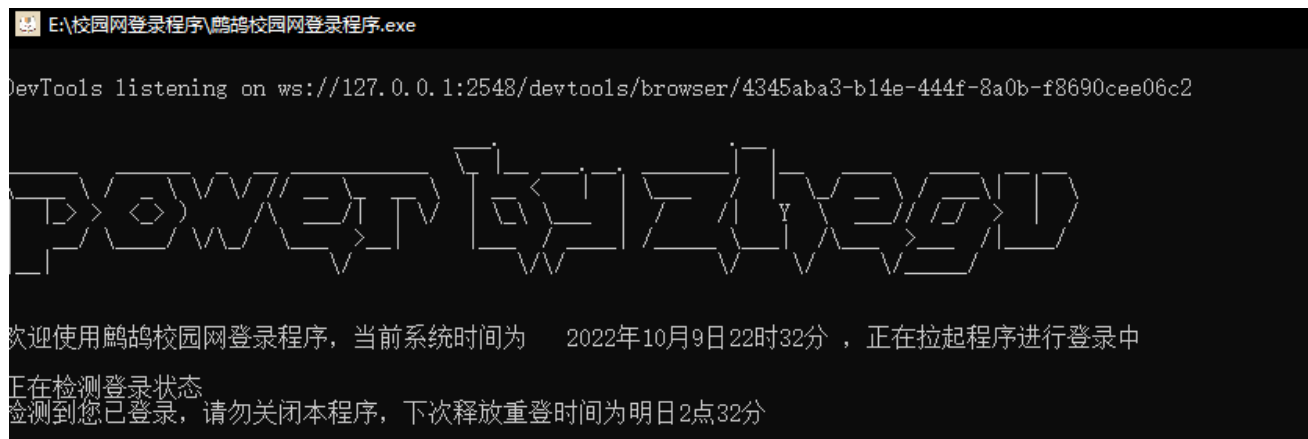 E:\校园网登录程序\鹧鸪校园网登录程序.exe
DevTools listening on ws://127.0.0.1:2548/devtools/browser/4345aba3-b14e-444f-8a0b-f8690cee06c2
power by zhegu
欢迎使用鹧鸪校园网登录程序，当前系统时间为 2022年10月9日22时32分 ，正在拉起程序进行登录中
正在检测登录状态
检测到您已登录，请勿关闭本程序，下次释放重登时间为明日2点32分